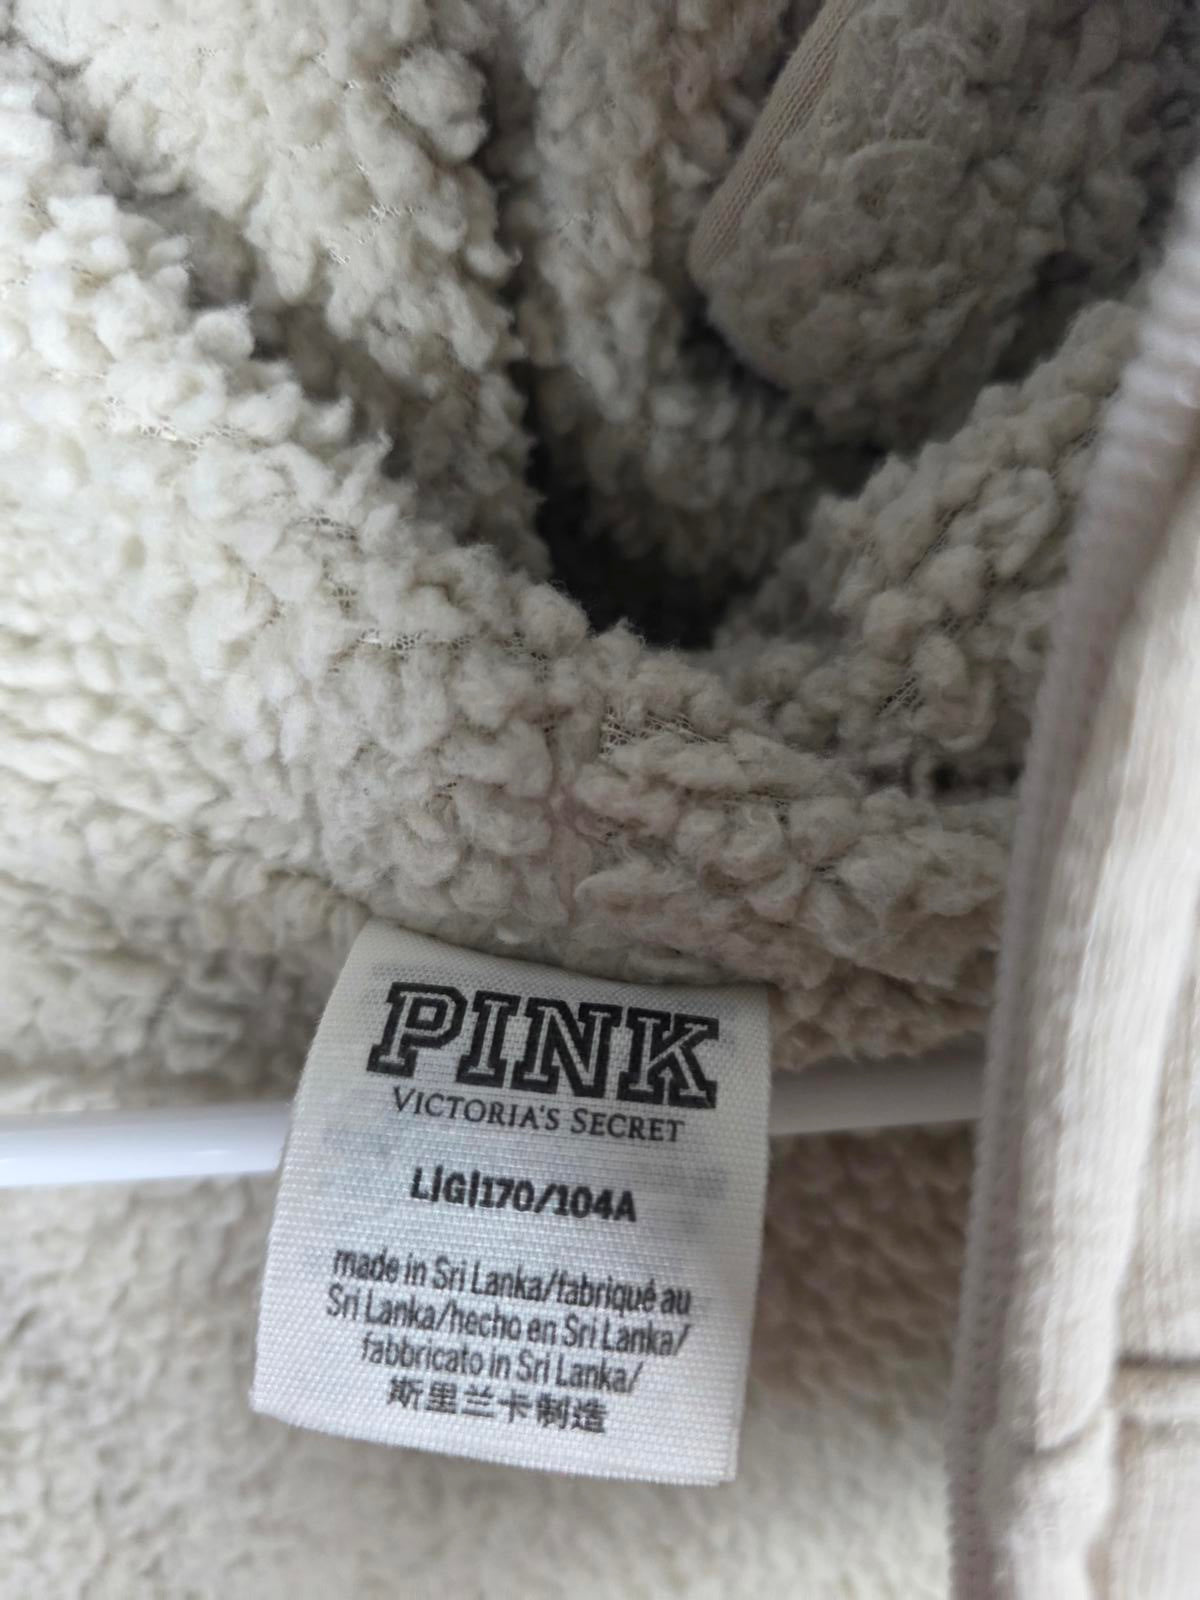 PINK
VICTORIA'S SECRET
L|G|170/104A
made in Sri Lanka/fabriqué au
Sri Lanka/hecho en Sri Lanka/
fabbricato in Sri Lanka/
斯里兰卡制造